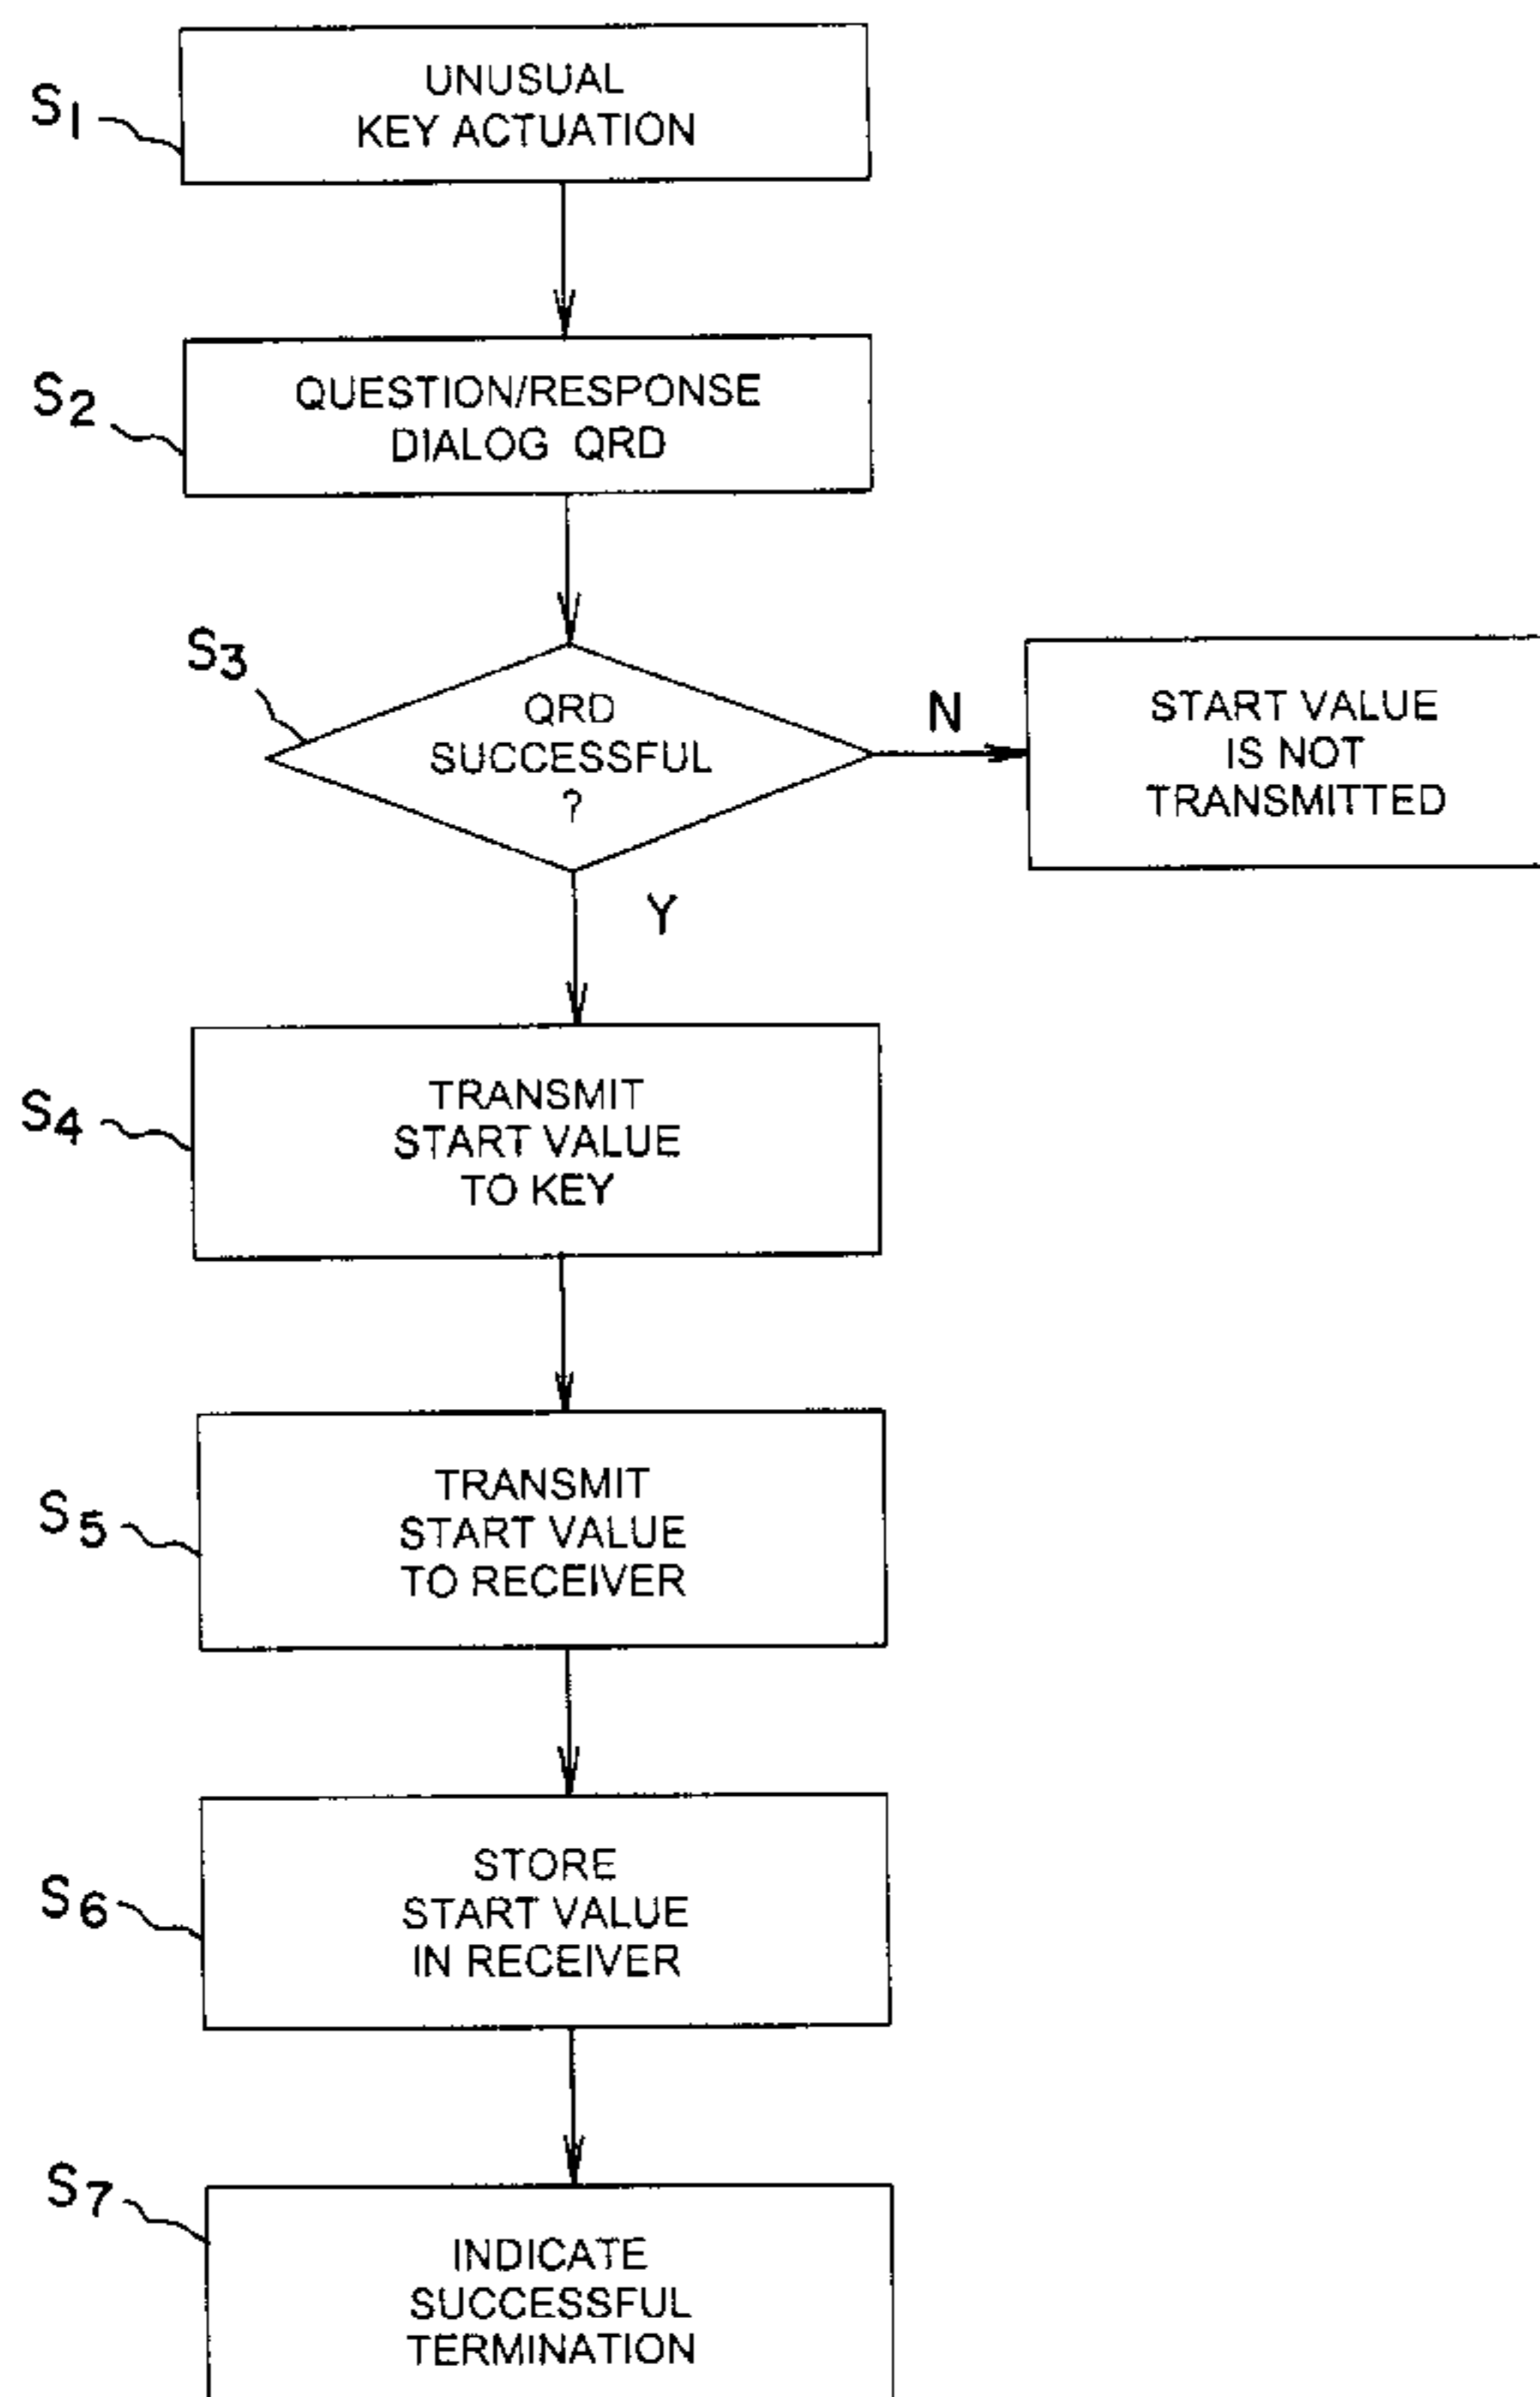 S1
UNUSUAL
KEY ACTUATION
S2
QUESTION/RESPONSE
DIALOG QRD
S3
QRD
SUCCESSFUL
?
N
START VALUE
IS NOT
TRANSMITTED
Y
S4
TRANSMIT
START VALUE
TO KEY
S5
TRANSMIT
START VALUE
TO RECEIVER
S6
STORE
START VALUE
IN RECEIVER
S7
INDICATE
SUCCESSFUL
TERMINATION